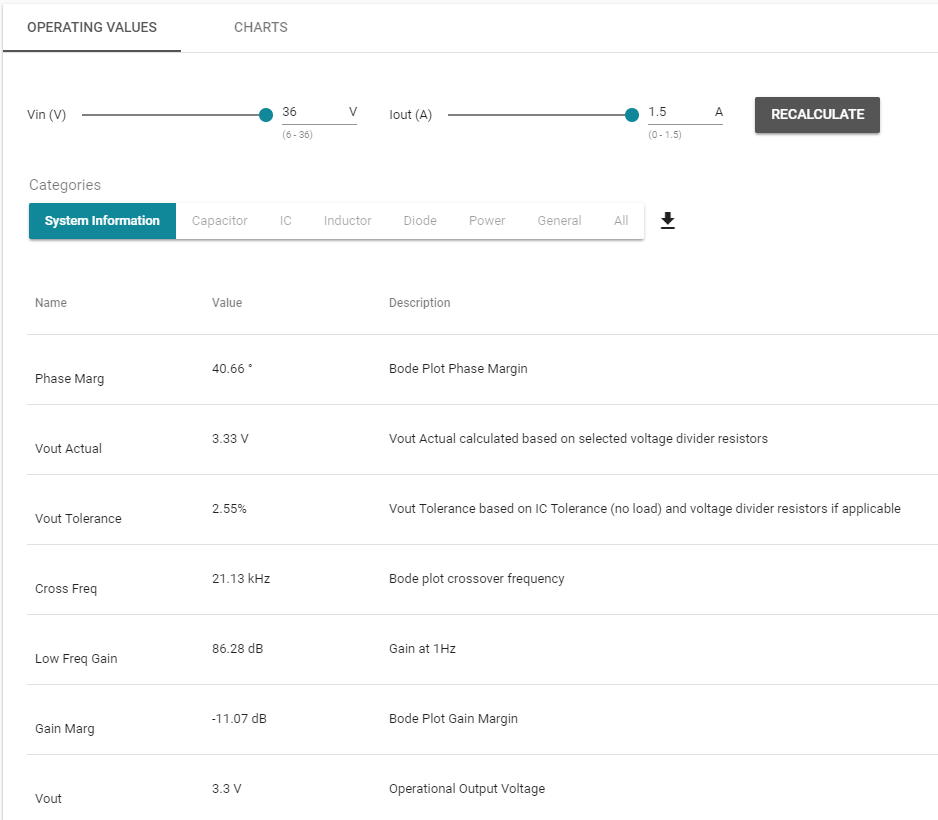 OPERATING VALUES CHARTS
Vin (V) 36 V Iout (A) 1.5 A RECALCULATE
(6 - 36) (0 - 1.5)
Categories
System Information Capacitor IC Inductor Diode Power General All
Name Value Description
Phase Marg 40.66 ° Bode Plot Phase Margin
Vout Actual 3.33 V Vout Actual calculated based on selected voltage divider resistors
Vout Tolerance 2.55% Vout Tolerance based on IC Tolerance (no load) and voltage divider resistors if applicable
Cross Freq 21.13 kHz Bode plot crossover frequency
Low Freq Gain 86.28 dB Gain at 1Hz
Gain Marg -11.07 dB Bode Plot Gain Margin
Vout 3.3 V Operational Output Voltage